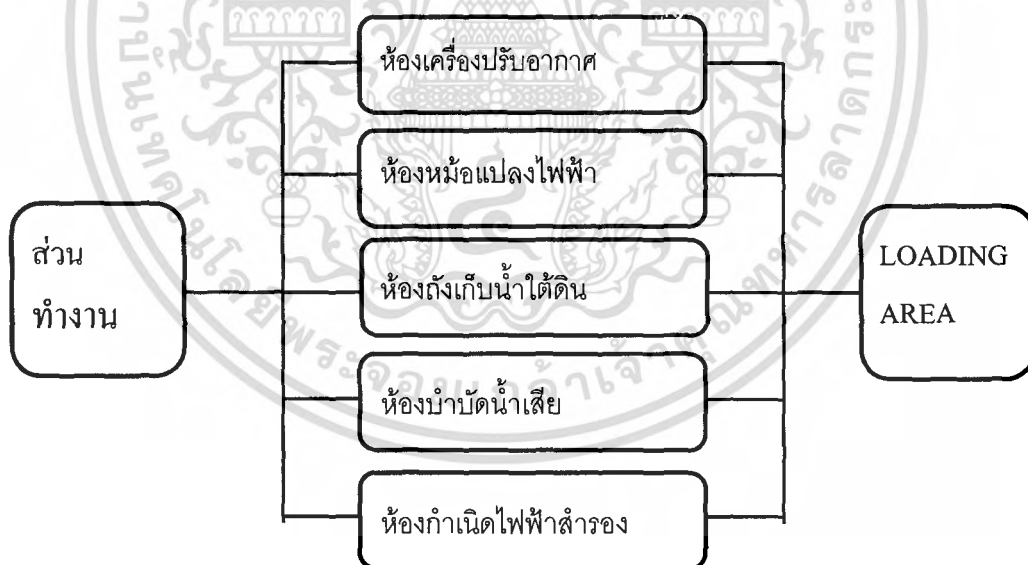 ห้องเครื่องปรับอากาศ
ห้องหม้อแปลงไฟฟ้า
ส่วน
ทำงาน
ห้องถังเก็บน้ำใต้ดิน
LOADING
AREA
ห้องบำบัดน้ำเสีย
ห้องกำเนิดไฟฟ้าสำรอง